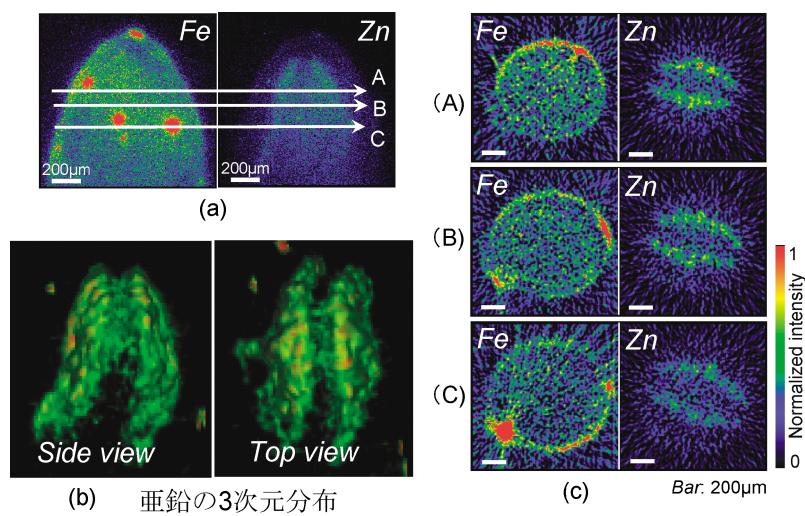 Fe
Zn
A
B
C
200μm
200μm
(a)
Side view
Top view
(b) 亜鉛の3次元分布
Fe
Zn
(A)
Fe
Zn
(B)
Fe
Zn
(C)
1
Normalized intensity
0
(c)
Bar: 200μm